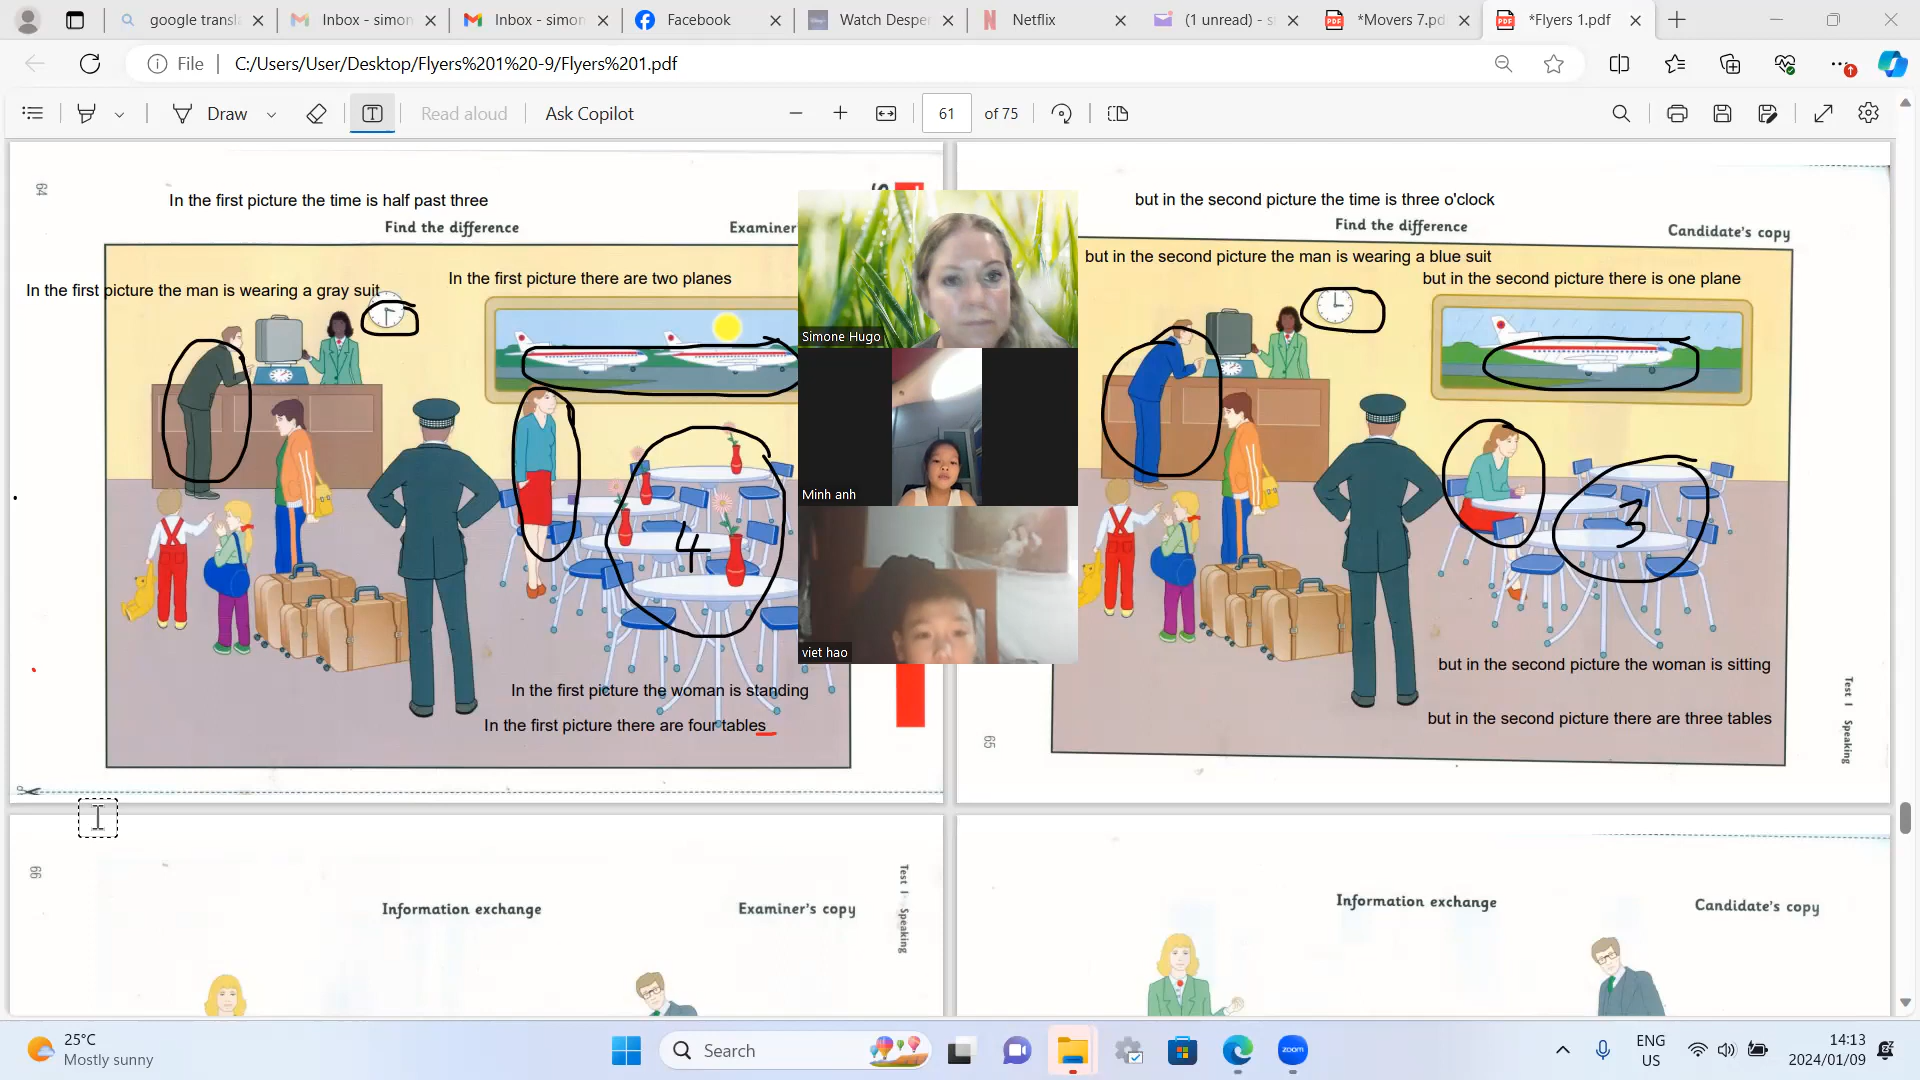 google transl
Inbox - simon
Inbox - simon
Facebook
Watch Desper
Netflix
(1 unread) - s
*Movers 7.pd
*Flyers 1.pdf
File
C:/Users/User/Desktop/Flyers%201%20-9/Flyers%201.pdf
Draw
Read aloud
Ask Copilot
61
of 75
64
In the first picture the time is half past three
Find the difference
Examiner
In the first picture the man is wearing a gray suit
In the first picture there are two planes
4
In the first picture the woman is standing
In the first picture there are four tables
Simone Hugo
Minh anh
viet hao
but in the second picture the time is three o'clock
Find the difference
Candidate's copy
but in the second picture the man is wearing a blue suit
but in the second picture there is one plane
3
but in the second picture the woman is sitting
but in the second picture there are three tables
65
Test 1 Speaking
66
Information exchange
Examiner's copy
Test 1 Speaking
Information exchange
Candidate's copy
25°C
Mostly sunny
Search
zoom
ENG
US
14:13
2024/01/09